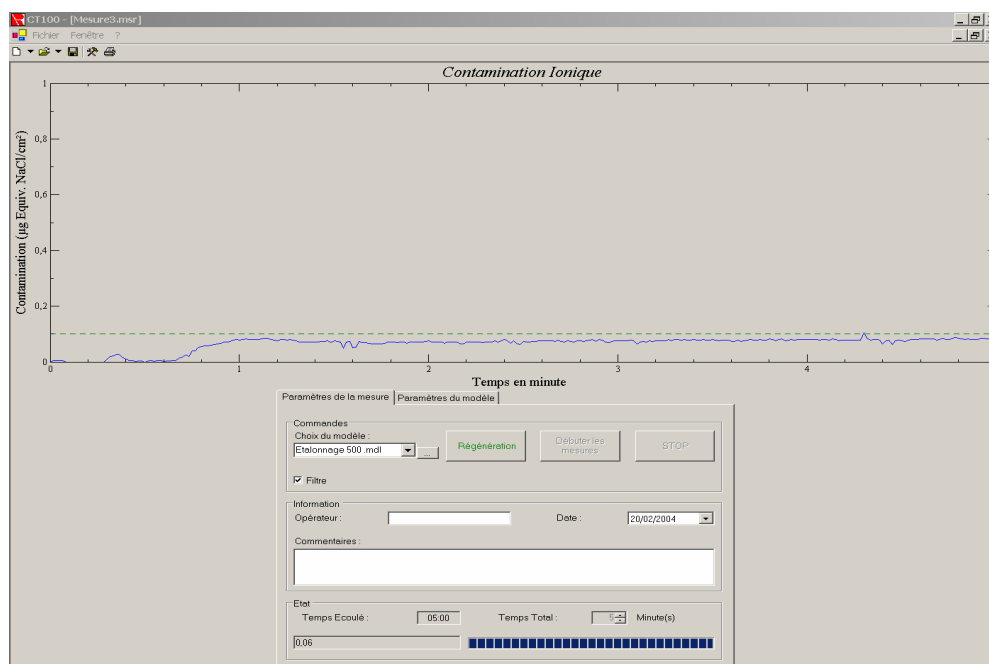 CT100 - [Mesure3.msr]
Fichier Fenêtre ?
Contamination Ionique
Contamination (µg Equiv. NaCl/cm²)
1
0,8
0,6
0,4
0,2
0
0 1 2 3 4
Temps en minute
Paramètres de la mesure Paramètres du modèle
Commandes
Choix du modèle :
Etalonnage 500 .mdl ... Régénération Débuter les mesures STOP
Filtre
Information
Opérateur : Date : 20/02/2004
Commentaires :
Etat
Temps Ecoulé : 05:00 Temps Total : 5 Minute(s)
0.06